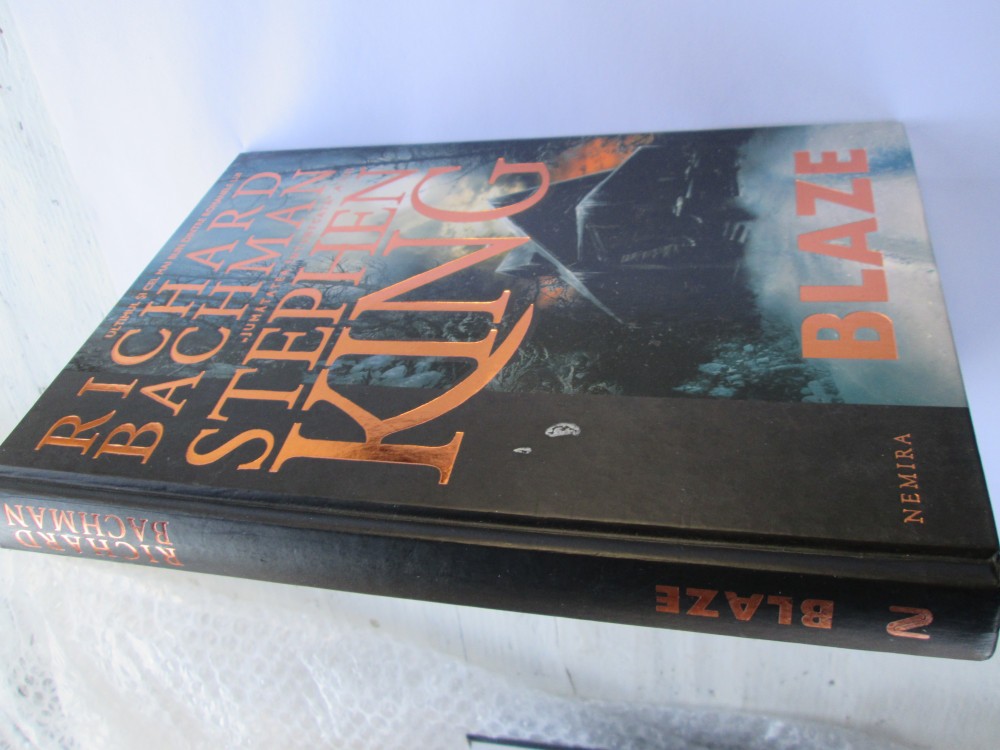 RICHARD
BACHMAN
STEPHEN
KING
BLAZE
NEMIRA
RICHARD
BACHMAN
BLAZE
N